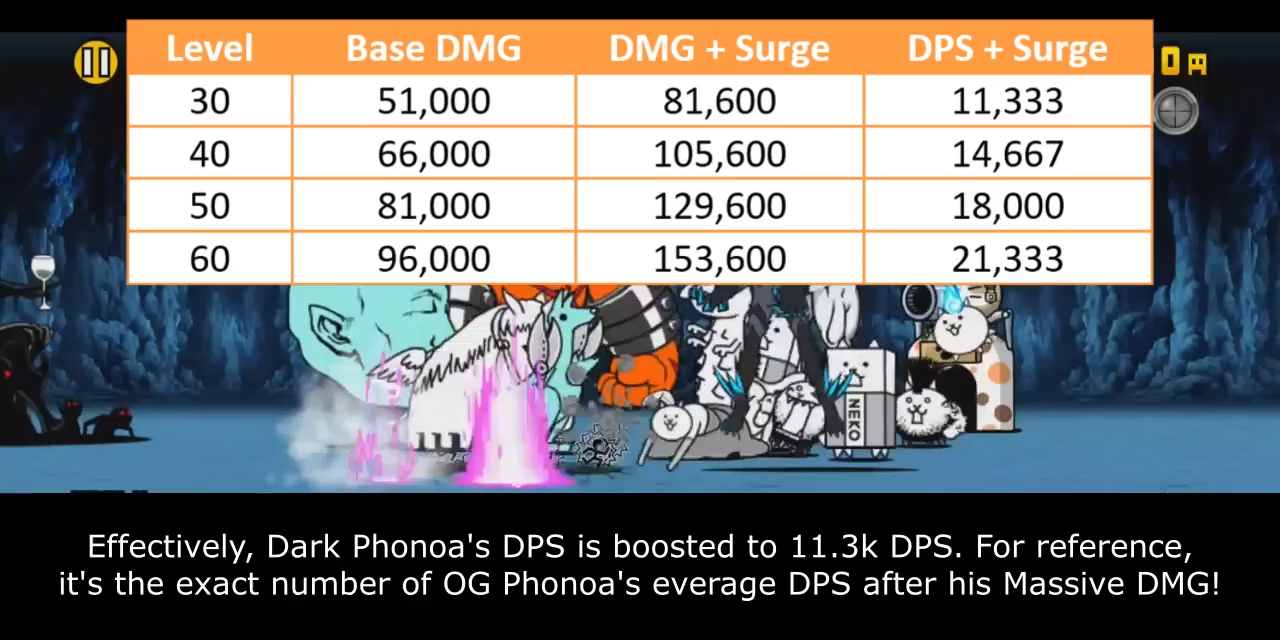 Level Base DMG DMG + Surge DPS + Surge
30 51,000 81,600 11,333
40 66,000 105,600 14,667
50 81,000 129,600 18,000
60 96,000 153,600 21,333
NEKO
Effectively, Dark Phonoa's DPS is boosted to 11.3k DPS. For reference,
it's the exact number of OG Phonoa's everage DPS after his Massive DMG!